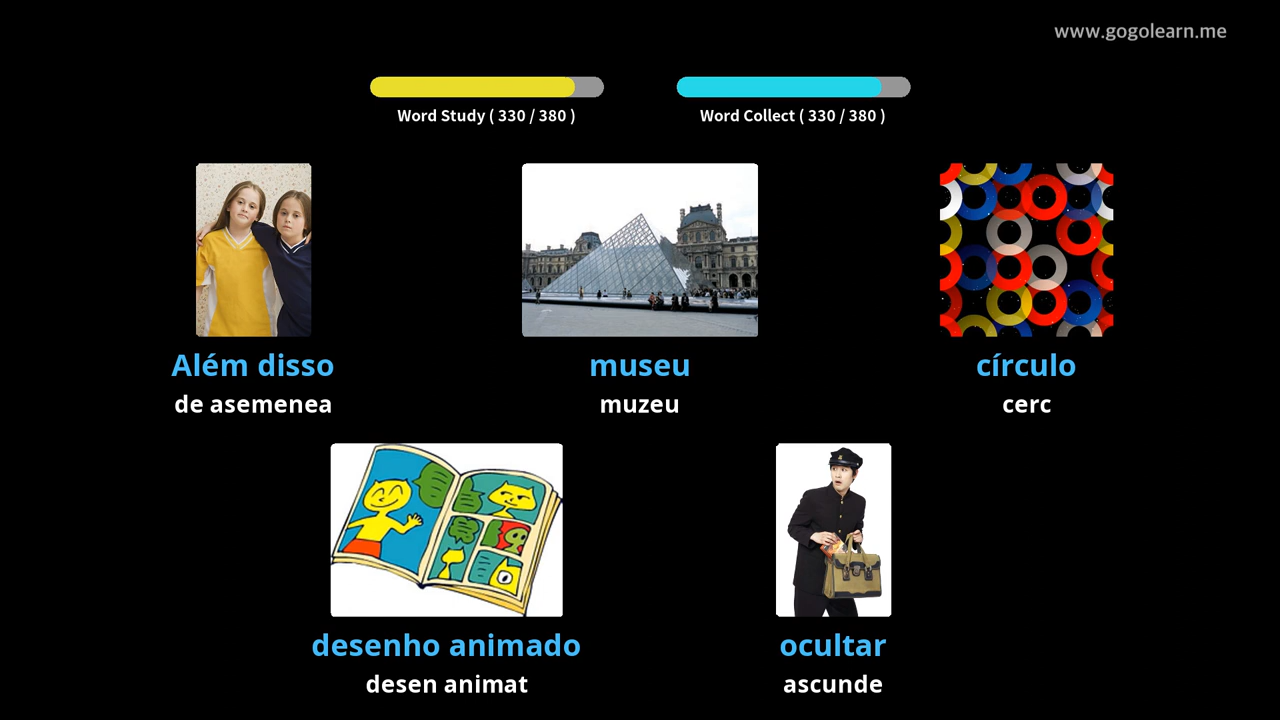 www.gogolearn.me
Word Study ( 330 / 380 )
Word Collect ( 330 / 380 )
Além disso
de asemenea
museu
muzeu
círculo
cerc
desenho animado
desen animat
ocultar
ascunde